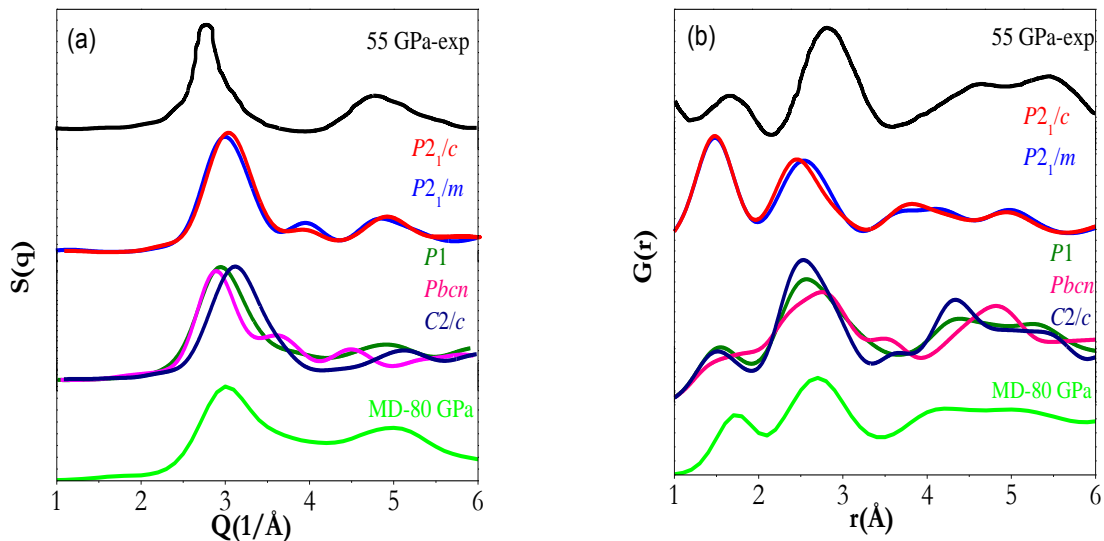 (a)
55 GPa-exp
P2₁/c
P2₁/m
P1
Pbcn
C2/c
MD-80 GPa
S(q)
1 2 3 4 5 6
Q(1/Å)
(b)
55 GPa-exp
P2₁/c
P2₁/m
P1
Pbcn
C2/c
MD-80 GPa
G(r)
1 2 3 4 5 6
r(Å)